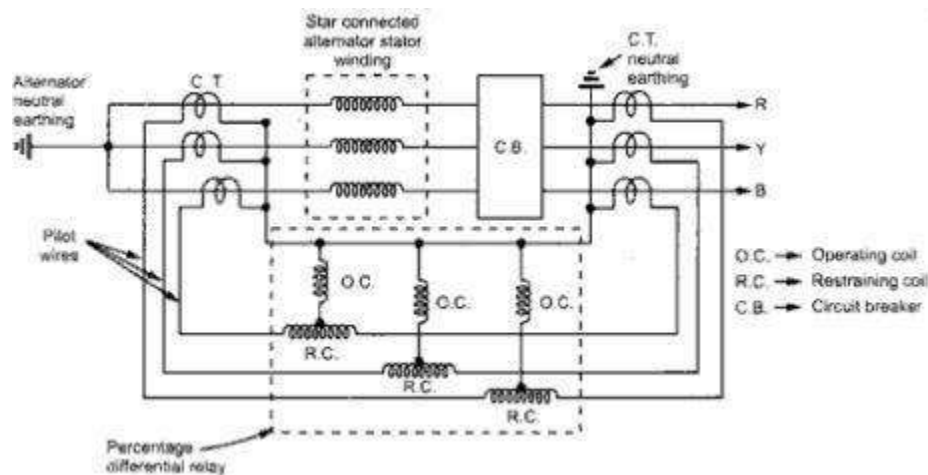 Star connected
alternator stator
winding
C.T.
neutral
earthing
Alternator
neutral
earthing
C T.
R
C.B.
Y
B
Pilot
wires
O.C.
O.C.
O.C.
O.C. → Operating coil
R.C. → Restraining coil
C.B. → Circuit breaker
R.C.
R.C.
R.C.
Percentage
differential relay